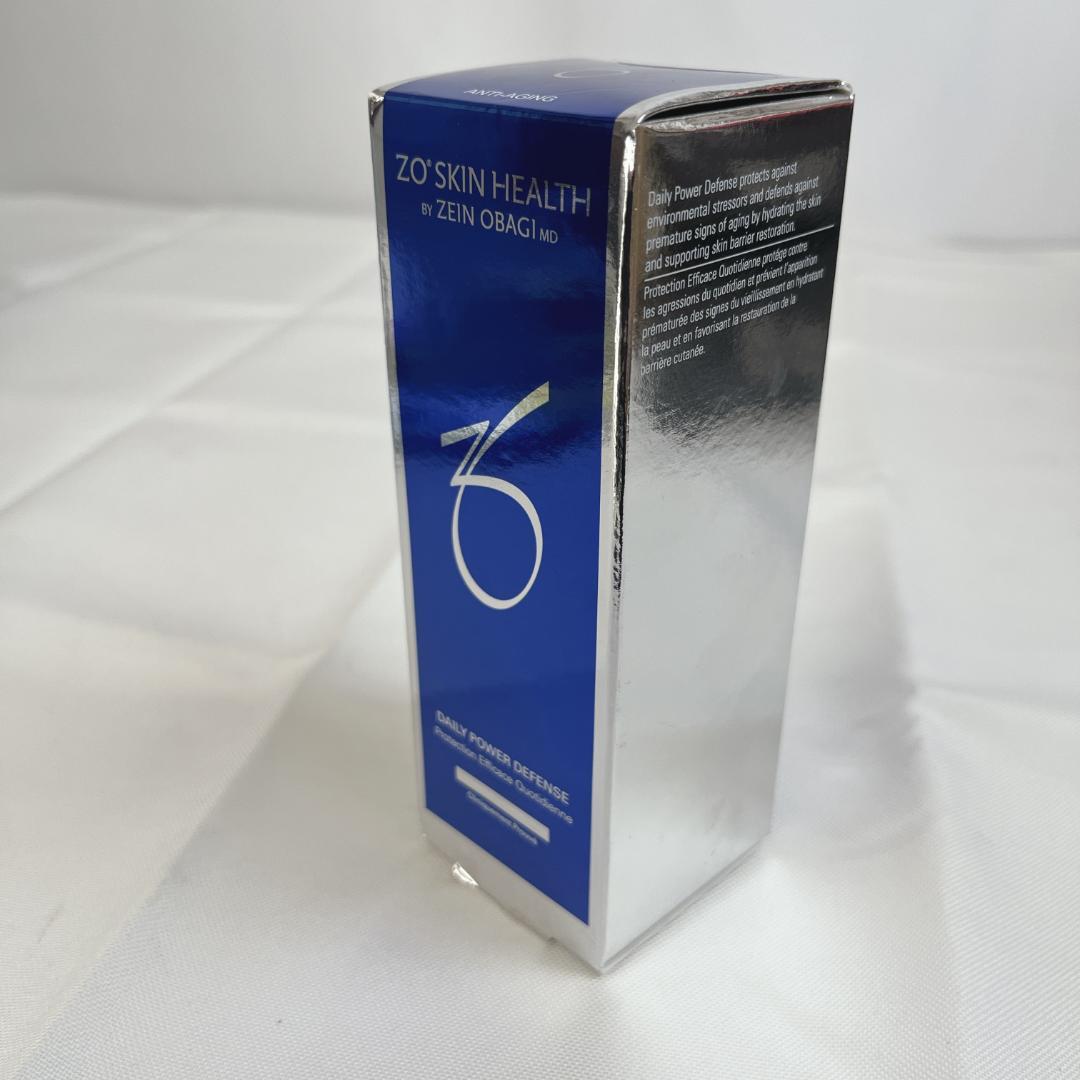 ANTI-AGING
ZO® SKIN HEALTH
BY ZEIN OBAGI MD
DAILY POWER DEFENSE
Protection Efficace Quotidienne
Cliniquement Prouvé
Daily Power Defense protects against
environmental stressors and defends against
premature signs of aging by hydrating the skin
and supporting skin barrier restoration.
Protection Efficace Quotidienne protége contre
les agressions du quotidien et prévient l'apparition
prématurée des signes du vieillissement en hydratant
la peau et en favorisant la restauration de la
barrière cutanée.